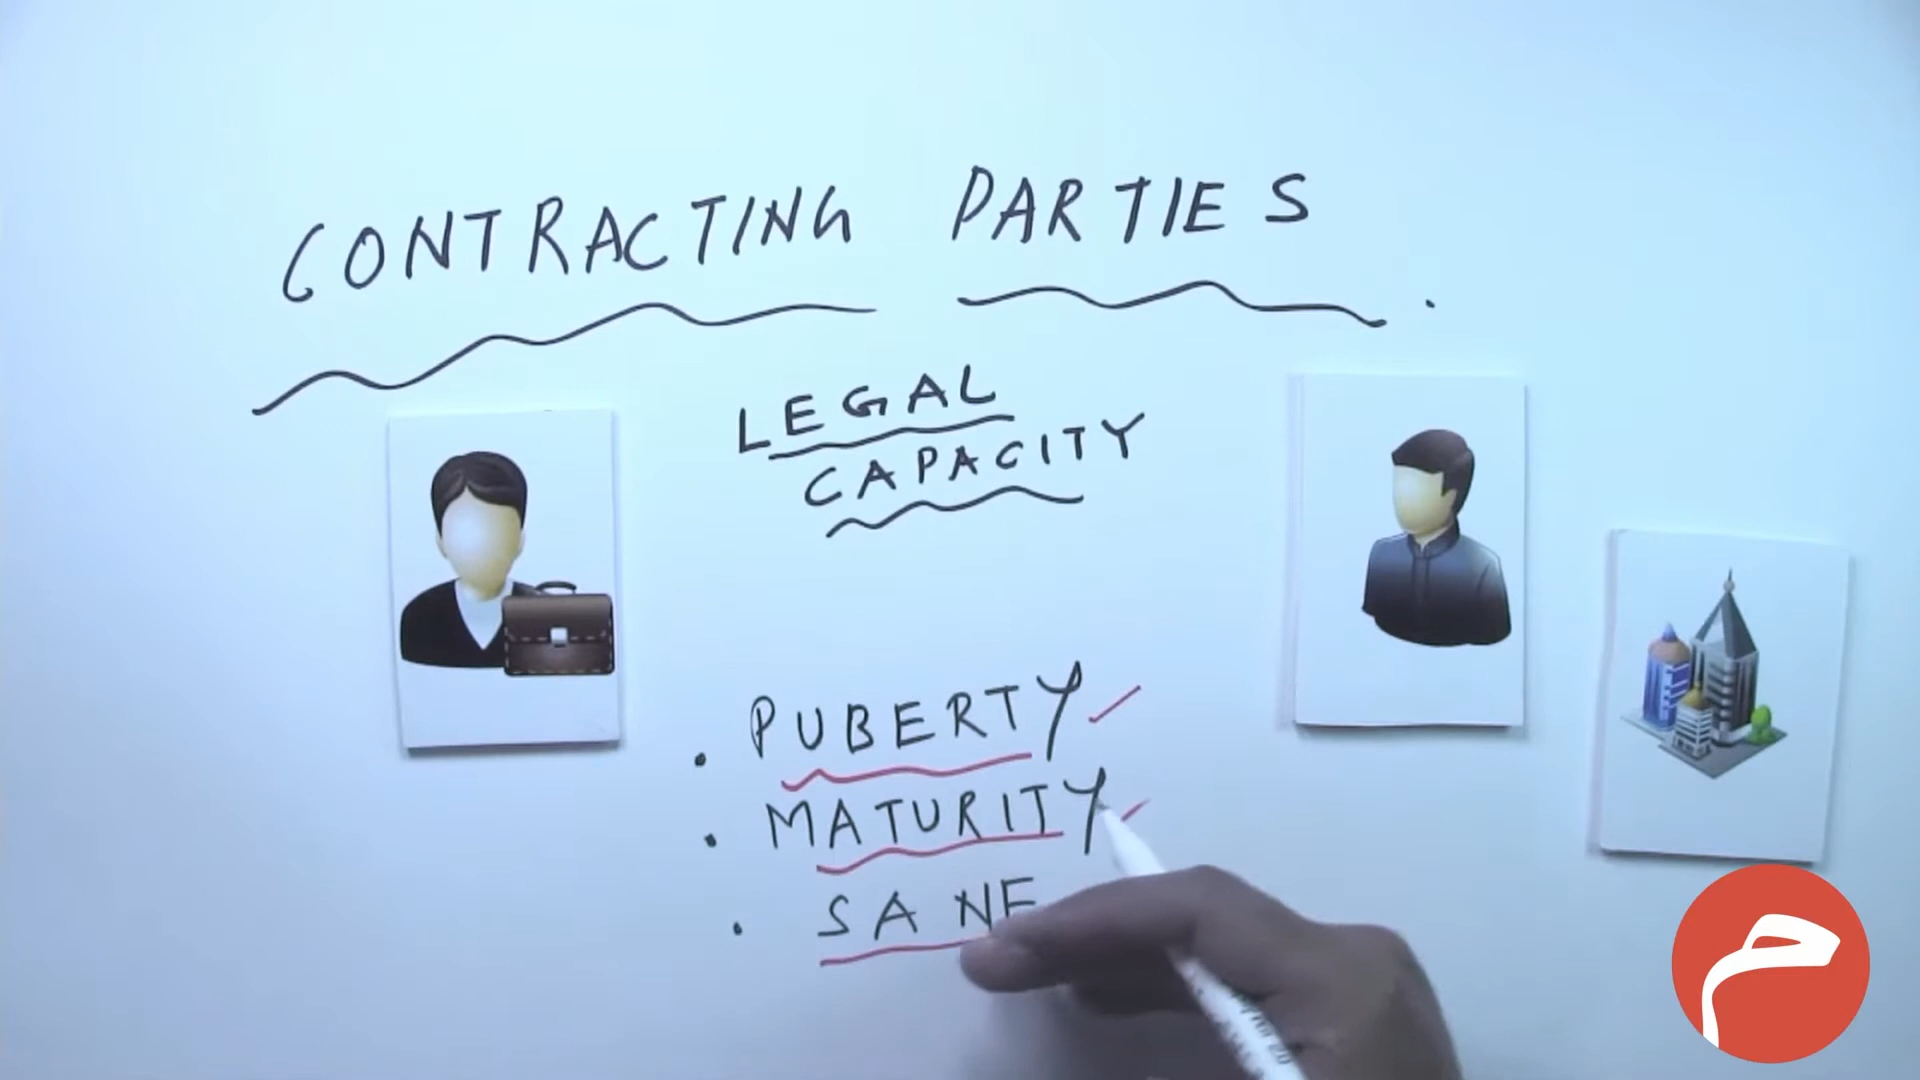 CONTRACTING PARTIES
LEGAL
CAPACITY
• PUBERTY ✓
• MATURITY ✓
• SANE